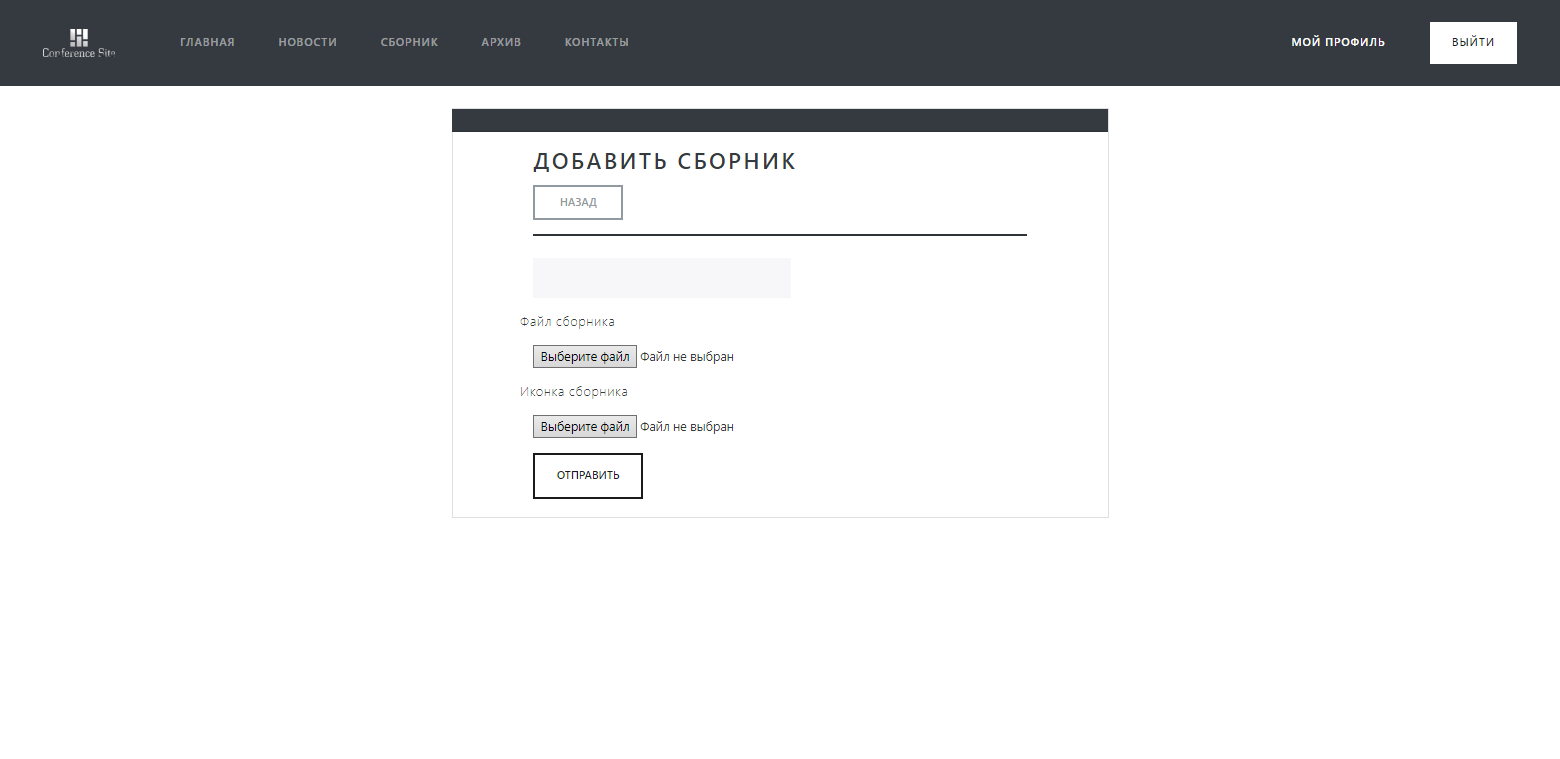 Conference Site
ГЛАВНАЯ НОВОСТИ СБОРНИК АРХИВ КОНТАКТЫ МОЙ ПРОФИЛЬ ВЫЙТИ
ДОБАВИТЬ СБОРНИК
НАЗАД
Файл сборника
Выберите файл Файл не выбран
Иконка сборника
Выберите файл Файл не выбран
ОТПРАВИТЬ